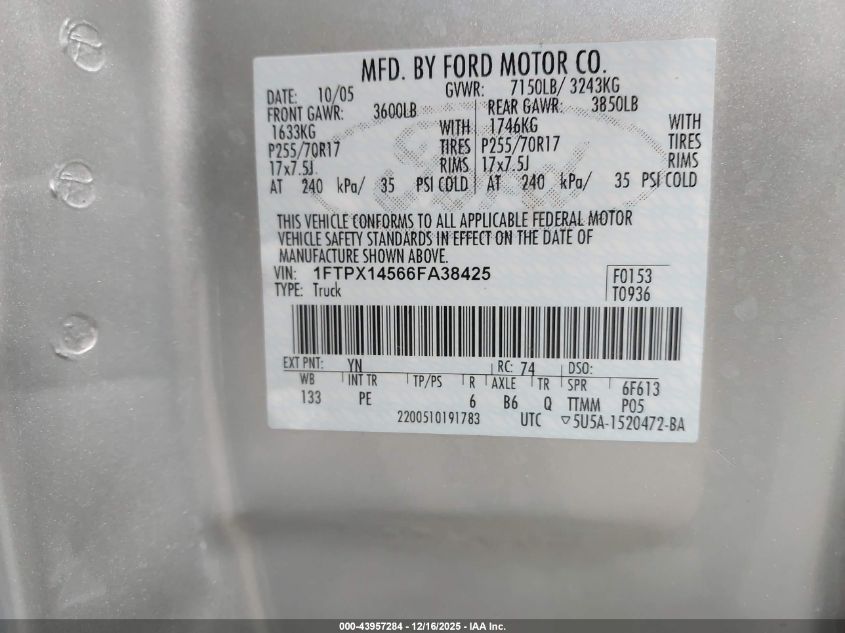 MFD. BY FORD MOTOR CO.
DATE: 10/05 GVWR: 7150LB/ 3243KG
FRONT GAWR: 3600LB REAR GAWR: 3850LB
1633KG WITH 1746KG WITH
P255/70R17 TIRES P255/70R17 TIRES
17x7.5J RIMS 17x7.5J RIMS
AT 240 kPa/ 35 PSI COLD AT 240 kPa/ 35 PSI COLD
THIS VEHICLE CONFORMS TO ALL APPLICABLE FEDERAL MOTOR
VEHICLE SAFETY STANDARDS IN EFFECT ON THE DATE OF
MANUFACTURE SHOWN ABOVE.
VIN: 1FTPX14566FA38425 F0153
TYPE: Truck T0936
EXT PNT: YN RC: 74 DSO:
WB INT TR TP/PS R AXLE TR SPR 6F613
133 PE 6 B6 Q TTMM P05
2200510191783 UTC ▽5U5A-1520472-BA
000-43957284 - 12/16/2025 - IAA Inc.